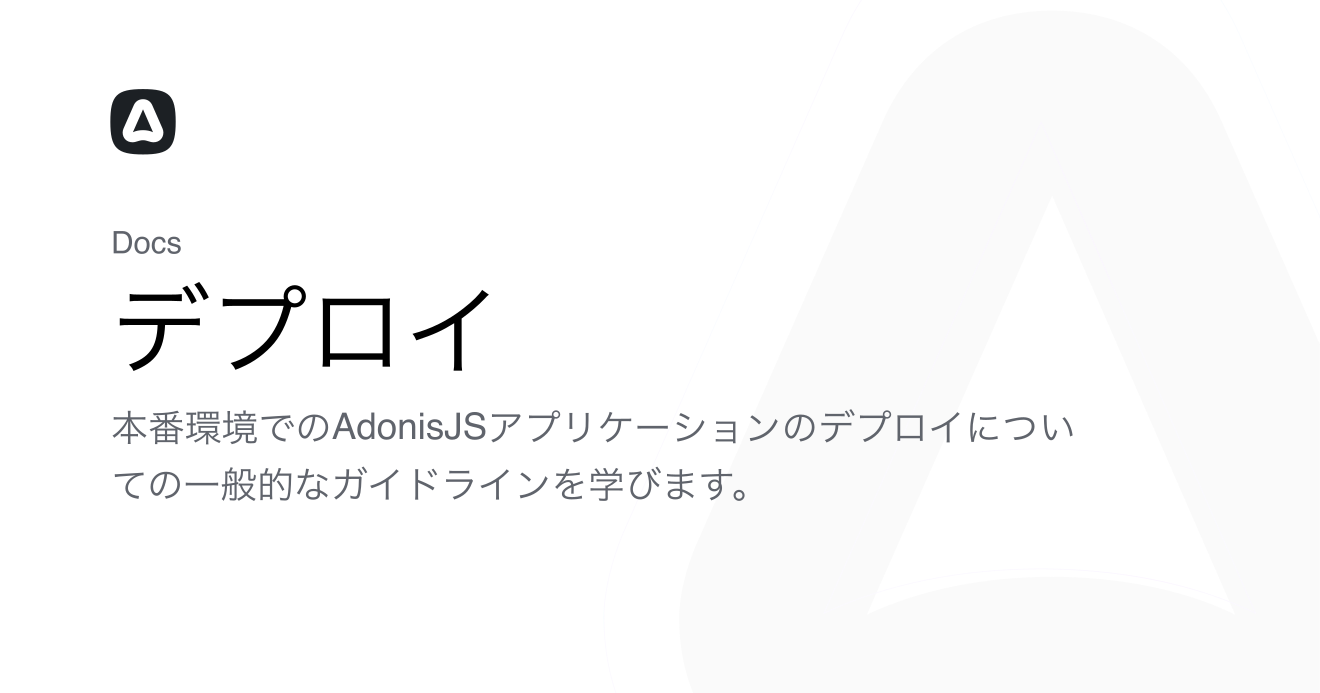 Docs
デプロイ
本番環境でのAdonisJSアプリケーションのデプロイについ
ての一般的なガイドラインを学びます。